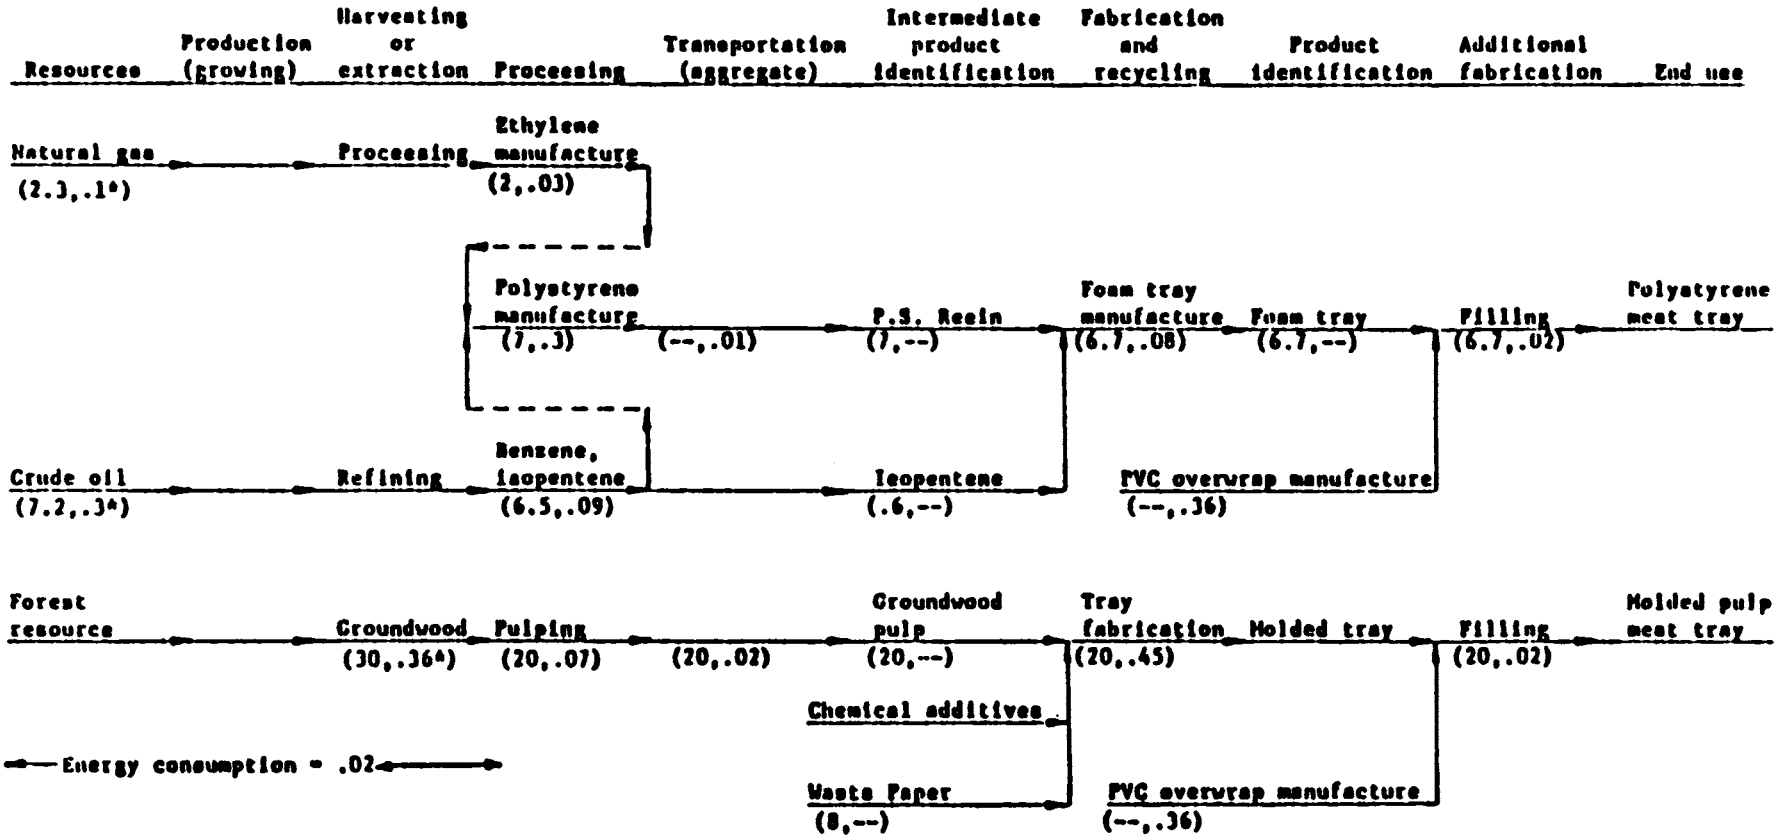 Harvesting Intermediate Fabrication
Production or Transportation product and Product Additional
Resources (growing) extraction Processing (aggregate) identification recycling identification fabrication End use
Ethylene
Natural gas Processing manufacture
(2.3,.1*) (2,.03)
Polystyrene Foam tray Polystyrene
manufacture P.S. Resin manufacture Foam tray Filling meat tray
(7,.3) (--,.01) (7,--) (6.7,.08) (6.7,--) (6.7,.02)
Benzene,
Crude oil Refining isopentene Isopentene PVC overwrap manufacture
(7.2,.3*) (6.5,.09) (.6,--) (--,.36)
Forest Groundwood Tray Molded pulp
resource Groundwood Pulping pulp fabrication Molded tray Filling meat tray
(30,.36*) (20,.07) (20,.02) (20,--) (20,.45) (20,.02)
Chemical additives
Energy consumption = .02
Waste Paper PVC overwrap manufacture
(8,--) (--,.36)